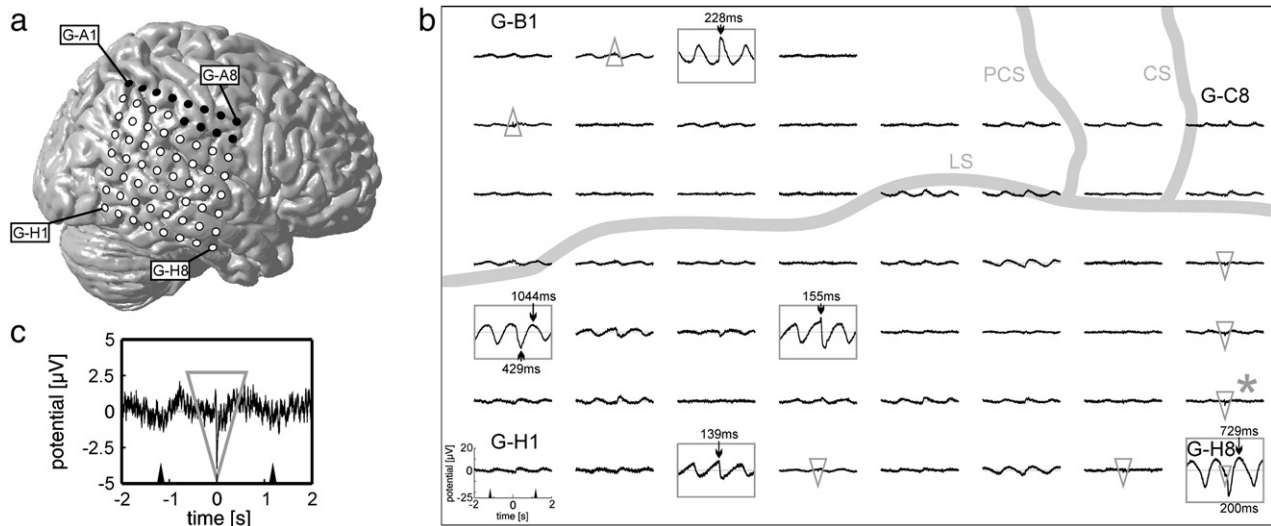 a
G-A1
G-A8
G-H1
G-H8
b
G-B1
228ms
PCS
CS
G-C8
LS
1044ms
155ms
429ms
*
G-H1
139ms
729ms
G-H8
200ms
potential [µV]
20
0
-25
-2 0 2
time [s]
c
potential [µV]
5
2.5
0
-2.5
-5
-2 -1 0 1 2
time [s]